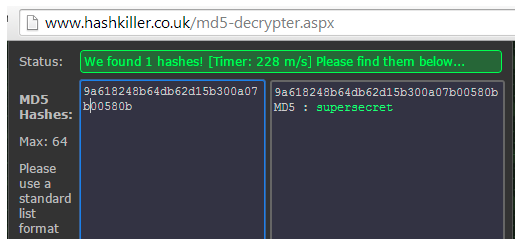 www.hashkiller.co.uk/md5-decrypter.aspx
Status:
We found 1 hashes! [Timer: 228 m/s] Please find them below...
MD5
Hashes:
Max: 64
Please
use a
standard
list
format
9a618248b64db62d15b300a07
b00580b
9a618248b64db62d15b300a07b00580b
MD5 : supersecret